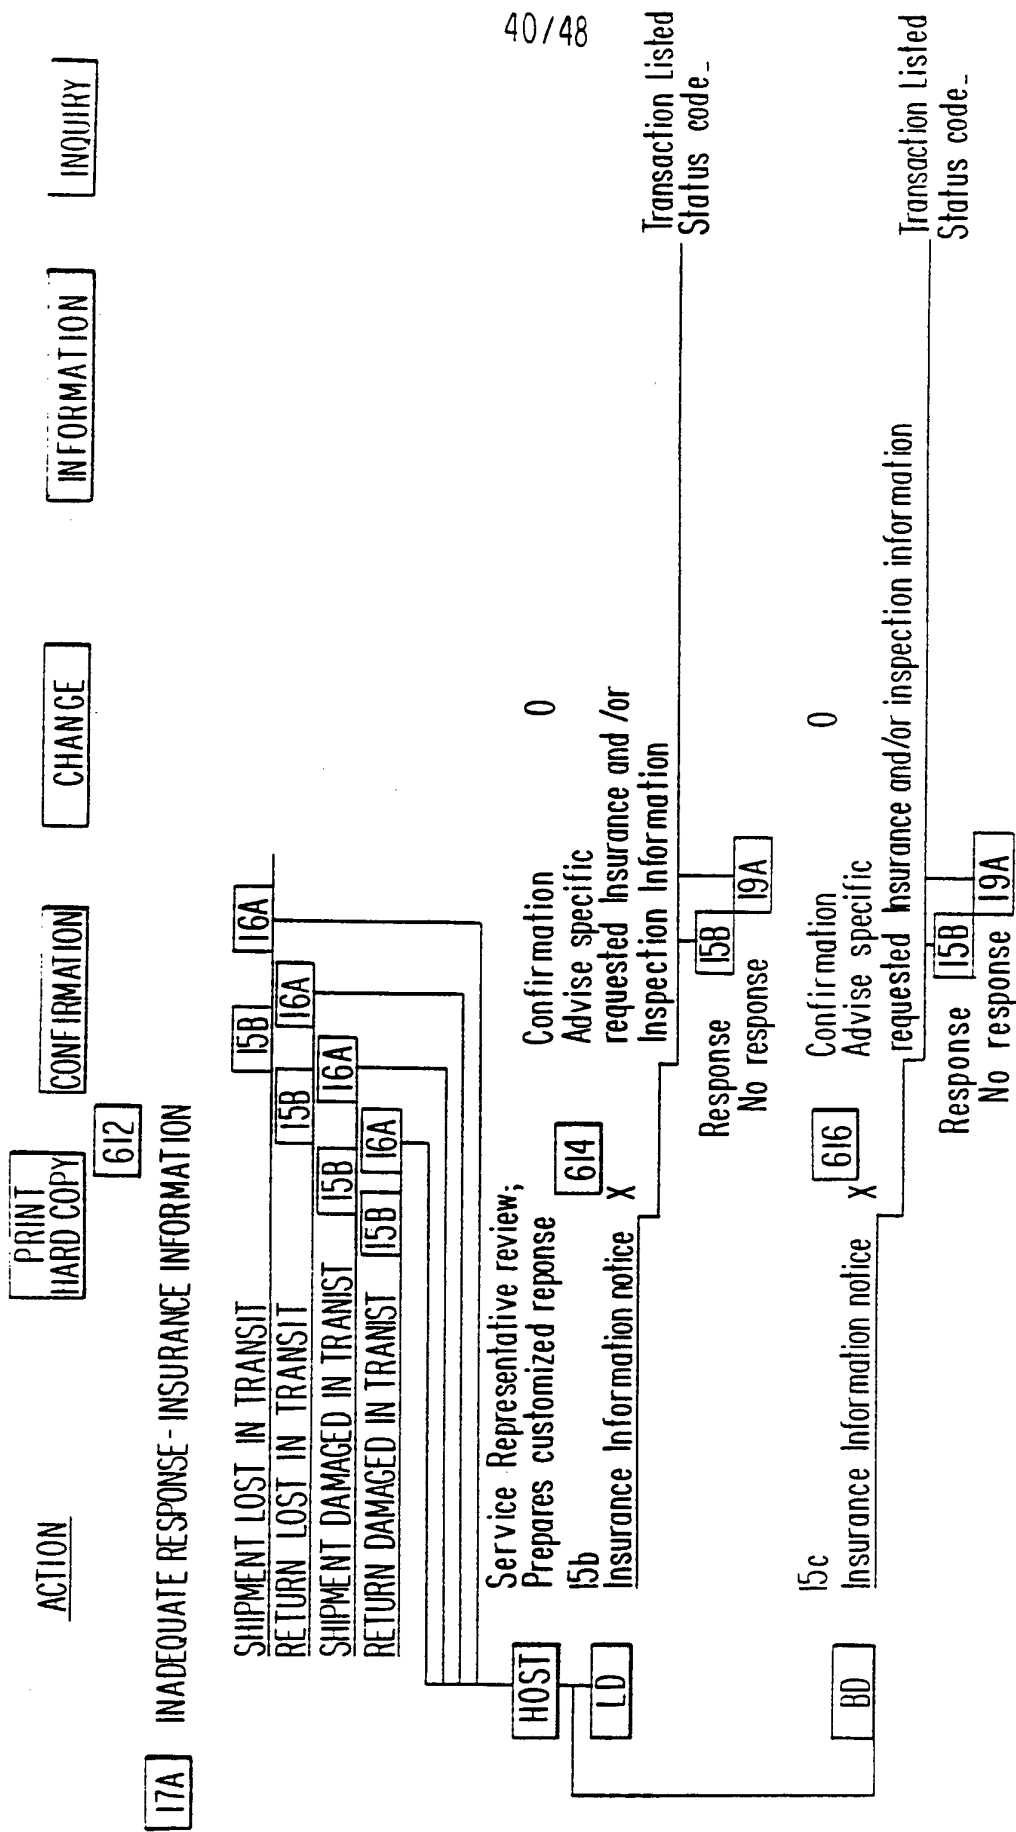 40/48
ACTION
PRINT
HARD COPY
CONFIRMATION
CHANGE
INFORMATION
INQUIRY
612
17A
INADEQUATE RESPONSE - INSURANCE INFORMATION
SHIPMENT LOST IN TRANSIT
15B
16A
RETURN LOST IN TRANSIT
15B
16A
SHIPMENT DAMAGED IN TRANIST
15B
16A
RETURN DAMAGED IN TRANIST
15B
16A
HOST
Service Representative review;
Prepares customized reponse
LD
15b
Insurance Information notice
614
X
Confirmation
Advise specific
requested Insurance and /or
Inspection Information
0
Transaction Listed
Status code_
Response
15B
No response
19A
BD
15c
Insurance Information notice
616
X
Confirmation
Advise specific
requested Insurance and/or inspection information
0
Transaction Listed
Status code_
Response
15B
No response
19A